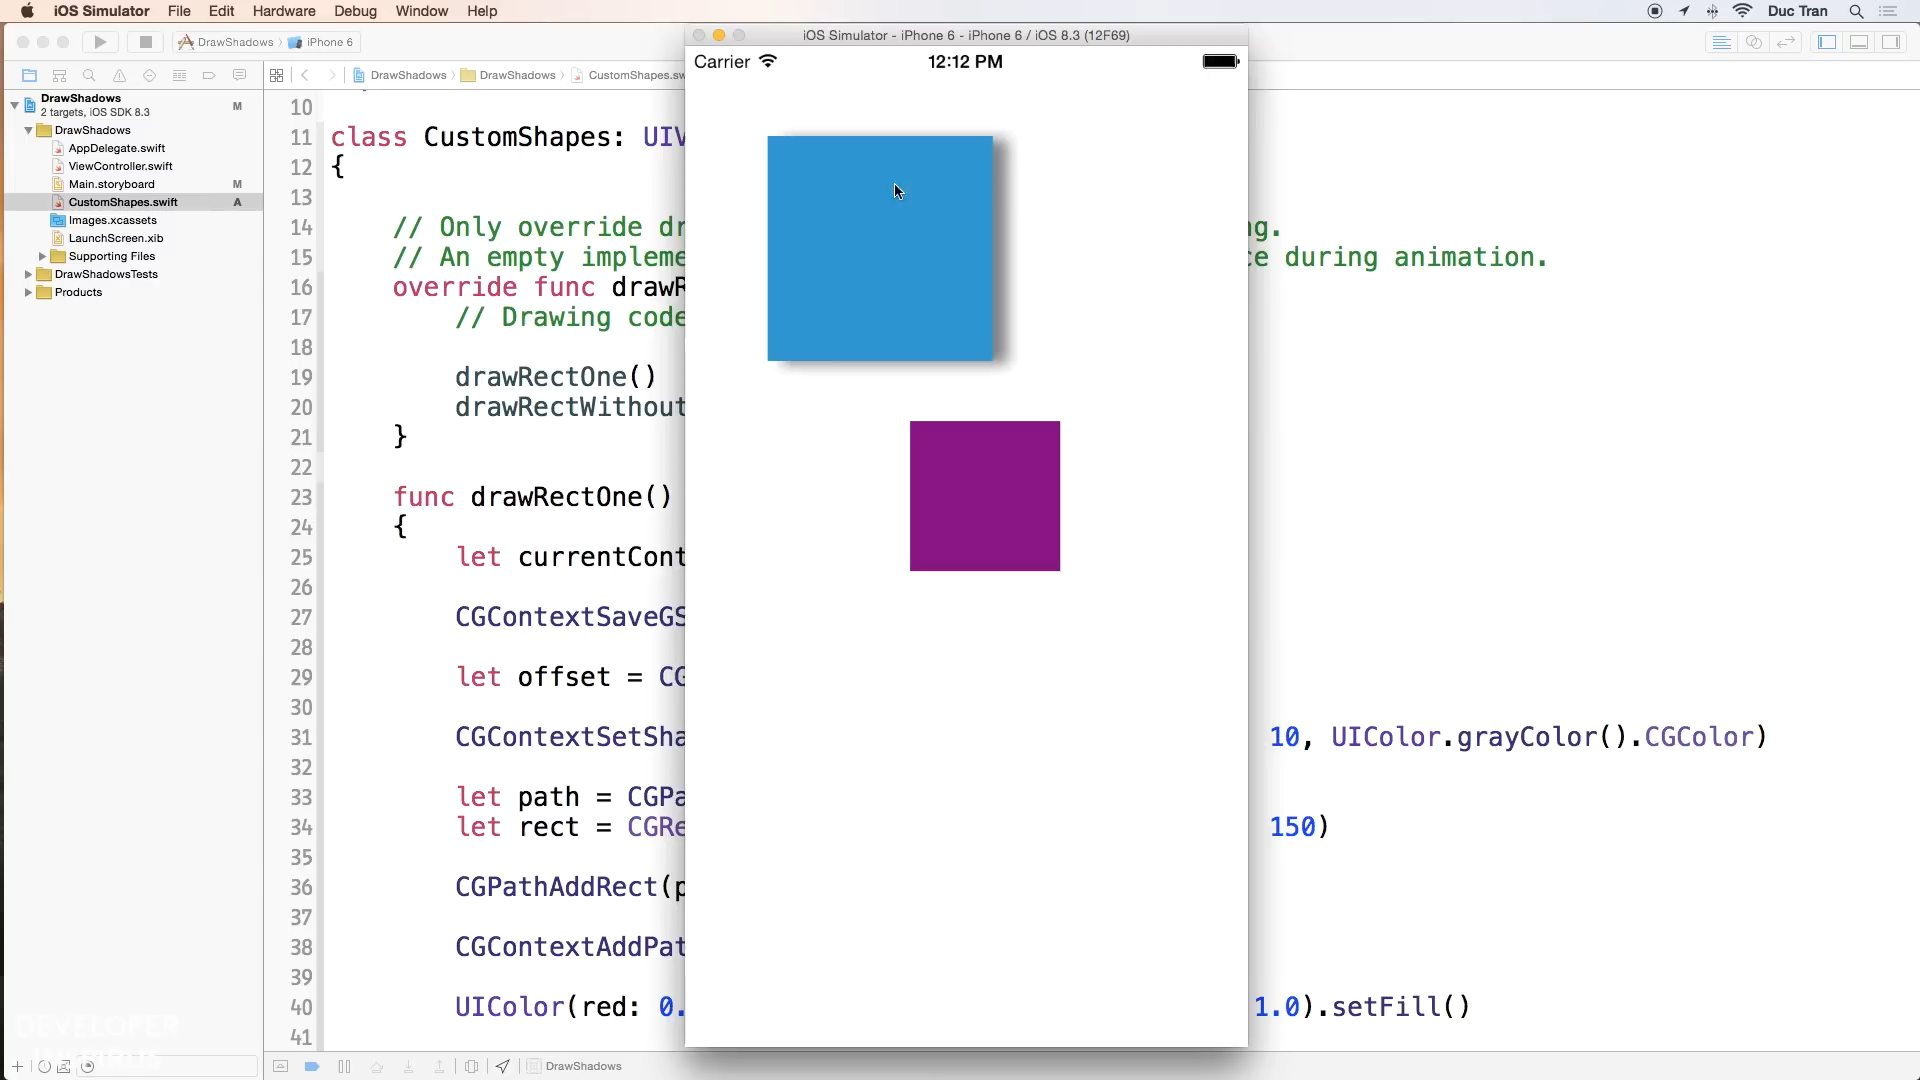 iOS Simulator File Edit Hardware Debug Window Help Duc Tran
iOS Simulator - iPhone 6 - iPhone 6 / iOS 8.3 (12F69)
DrawShadows iPhone 6
Carrier 12:12 PM
DrawShadows DrawShadows CustomShapes.sw
DrawShadows M
2 targets, iOS SDK 8.3
DrawShadows
AppDelegate.swift
ViewController.swift
Main.storyboard M
CustomShapes.swift A
Images.xcassets
LaunchScreen.xib
Supporting Files
DrawShadowsTests
Products
10
11 class CustomShapes: UIV
12 {
13
14 // Only override dr ng.
15 // An empty impleme ce during animation.
16 override func drawR
17 // Drawing code
18
19 drawRectOne()
20 drawRectWithout
21 }
22
23 func drawRectOne()
24 {
25 let currentCont
26
27 CGContextSaveGS
28
29 let offset = CG
30
31 CGContextSetSha 10, UIColor.grayColor().CGColor)
32
33 let path = CGPa
34 let rect = CGRe 150)
35
36 CGPathAddRect(p
37
38 CGContextAddPat
39
40 UIColor(red: 0. 1.0).setFill()
41
DEVELOPER
DrawShadows